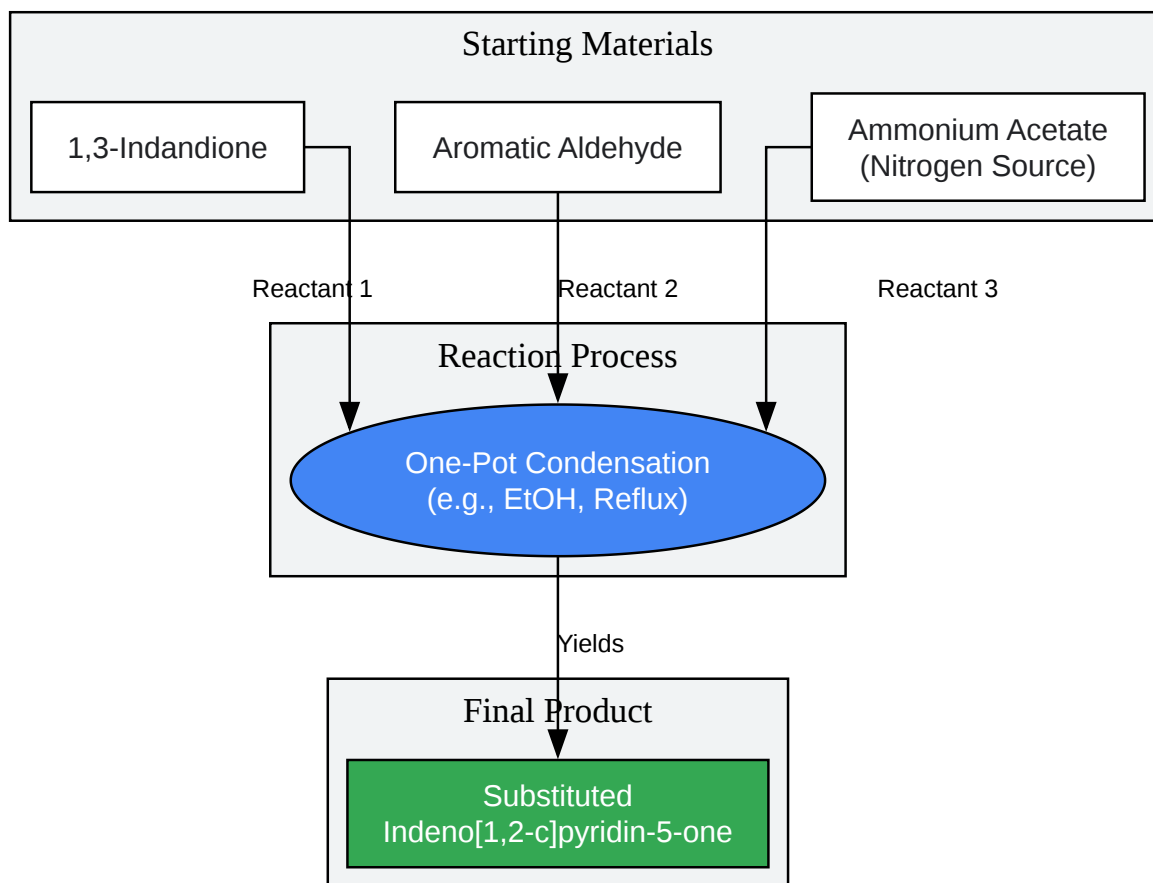 Starting Materials
1,3-Indandione
Aromatic Aldehyde
Ammonium Acetate
(Nitrogen Source)
Reactant 1
Reactant 2
Reactant 3
Reaction Process
One-Pot Condensation
(e.g., EtOH, Reflux)
Yields
Final Product
Substituted
Indeno[1,2-c]pyridin-5-one